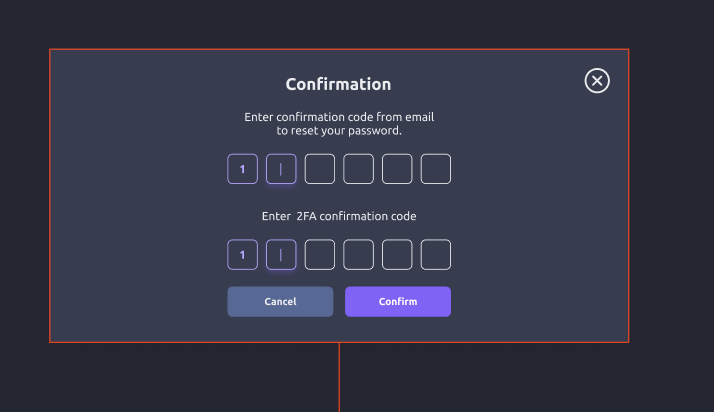 Confirmation
Enter confirmation code from email
to reset your password.
1
Enter 2FA confirmation code
1
Cancel Confirm